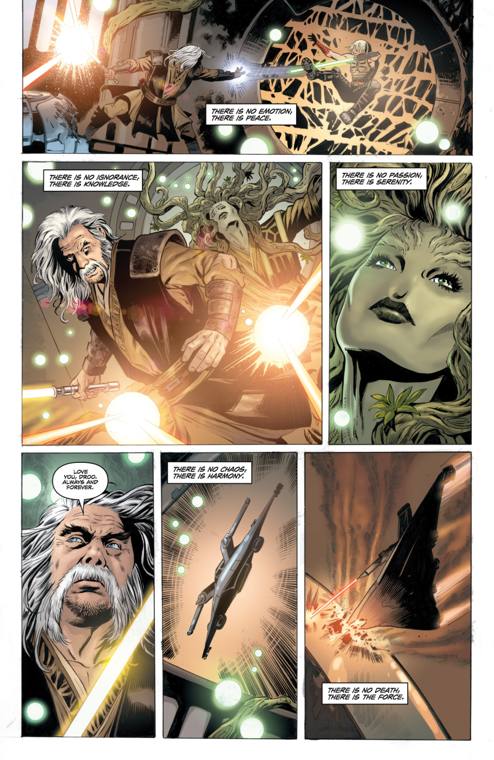 THERE IS NO EMOTION,
THERE IS PEACE.
THERE IS NO IGNORANCE,
THERE IS KNOWLEDGE.
THERE IS NO PASSION,
THERE IS SERENITY.
LOVE
YOU, DROO.
ALWAYS AND
FOREVER.
THERE IS NO CHAOS,
THERE IS HARMONY.
THERE IS NO DEATH,
THERE IS THE FORCE.